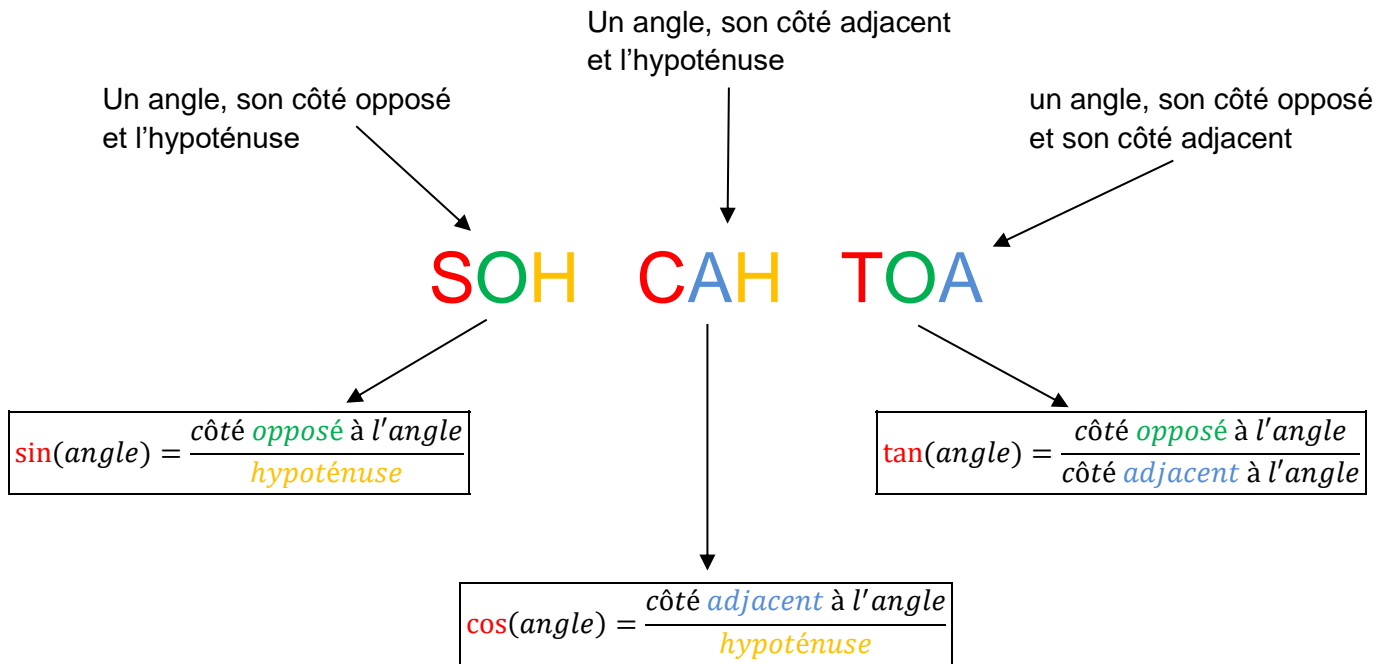 Un angle, son côté adjacent
et l'hypoténuse
Un angle, son côté opposé
et l'hypoténuse
un angle, son côté opposé
et son côté adjacent
SOH CAH TOA
sin(angle) = côté opposé à l'angle / hypoténuse
tan(angle) = côté opposé à l'angle / côté adjacent à l'angle
cos(angle) = côté adjacent à l'angle / hypoténuse